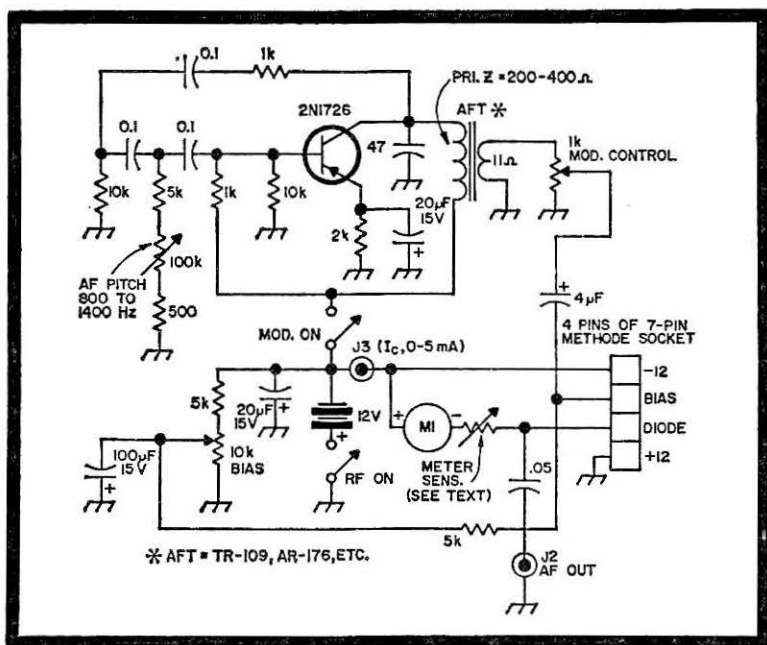 0.1
1k
PRI. Z = 200-400 Ω
2N1726
AFT *
0.1
0.1
47
11Ω
1k
MOD. CONTROL
10k
5k
1k
10k
20µF
15V
2k
AF PITCH
800 TO
1400 Hz
100k
500
+
+
4µF
MOD. ON
J3 (Ic, 0-5 mA)
4 PINS OF 7-PIN
METHODE SOCKET
-12
BIAS
DIODE
+12
5k
20µF
15V
+
12V
+
+
M1
-
100µF
15V
+
10k
BIAS
RF ON
METER
SENS.
(SEE TEXT)
.05
5k
* AFT = TR-109, AR-176, ETC.
J2
AF OUT